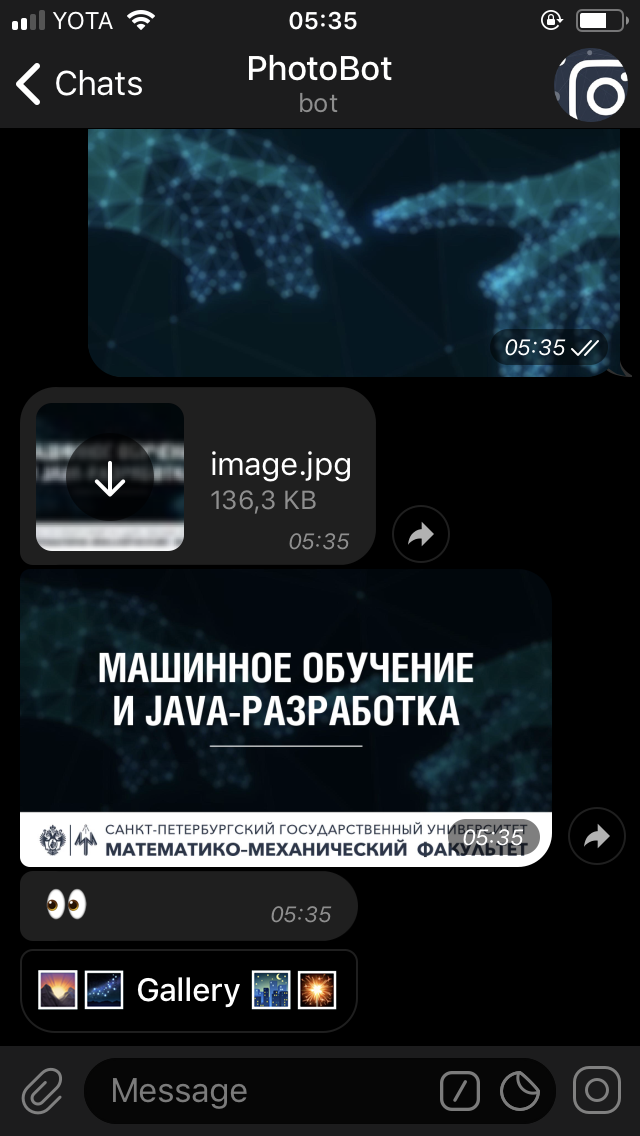 YOTA 05:35
Chats
PhotoBot
bot
05:35
image.jpg
136,3 KB
05:35
МАШИННОЕ ОБУЧЕНИЕ
И JAVA-РАЗРАБОТКА
САНКТ-ПЕТЕРБУРГСКИЙ ГОСУДАРСТВЕННЫЙ УНИВЕРСИТЕТ
МАТЕМАТИКО-МЕХАНИЧЕСКИЙ ФАКУЛЬТЕТ
05:35
👀 05:35
Gallery
Message